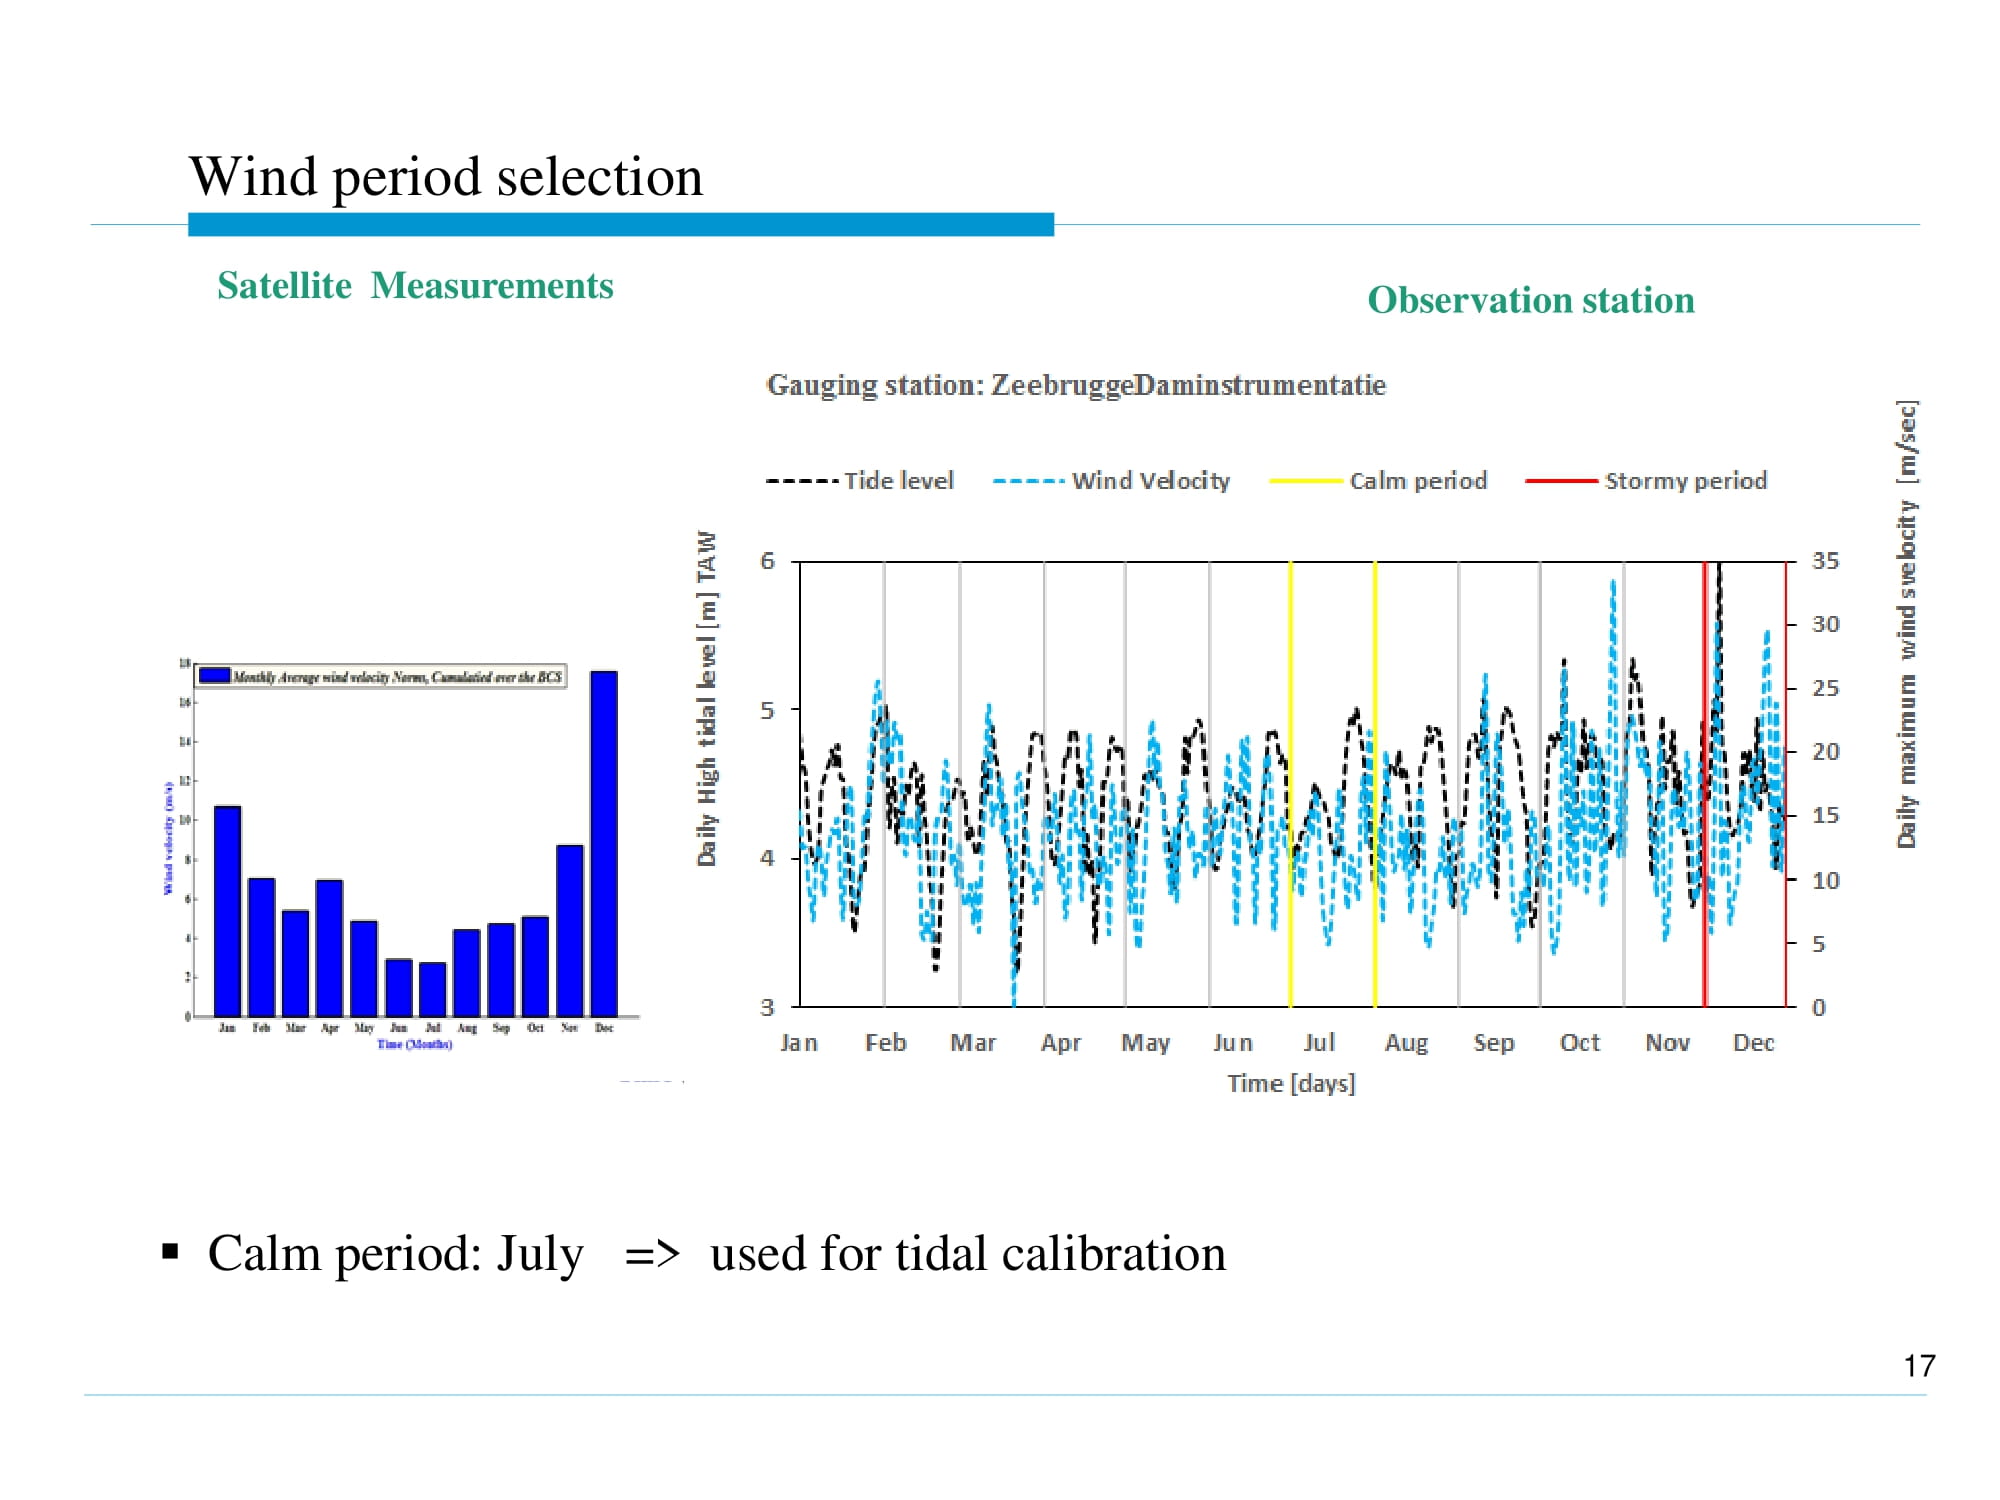 Wind period selection
Satellite Measurements
Observation station
Monthly Average wind velocity Norms, Cumulatied over the BCS
Wind velocity (m/s)
18
16
14
12
10
8
6
4
2
0
Jan Feb Mar Apr May Jun Jul Aug Sep Oct Nov Dec
Time (Months)
Gauging station: ZeebruggeDaminstrumentatie
Tide level Wind Velocity Calm period Stormy period
Daily High tidal level [m] TAW
6
5
4
3
Daily maximum wind svelocity [m/sec]
35
30
25
20
15
10
5
0
Jan Feb Mar Apr May Jun Jul Aug Sep Oct Nov Dec
Time [days]
▪ Calm period: July => used for tidal calibration
17